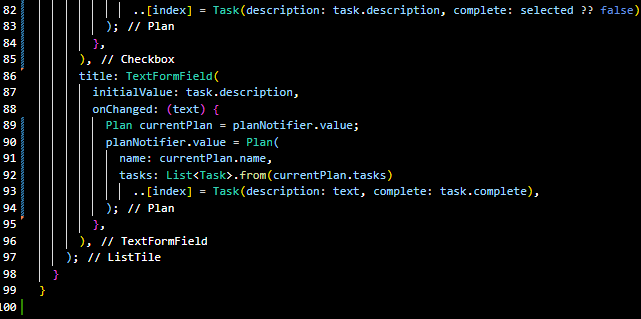 82 ..[index] = Task(description: task.description, complete: selected ?? false)
83 ); // Plan
84 },
85 ), // Checkbox
86 title: TextFormField(
87 initialValue: task.description,
88 onChanged: (text) {
89 Plan currentPlan = planNotifier.value;
90 planNotifier.value = Plan(
91 name: currentPlan.name,
92 tasks: List<Task>.from(currentPlan.tasks)
93 ..[index] = Task(description: text, complete: task.complete),
94 ); // Plan
95 },
96 ), // TextFormField
97 ); // ListTile
98 }
99 }
100